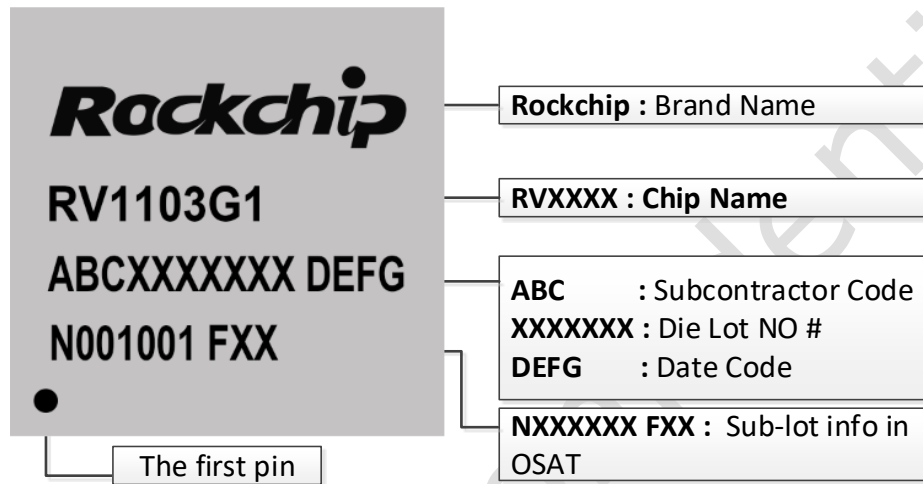 Rockchip
RV1103G1
ABCXXXXXXX DEFG
N001001 FXX
The first pin
Rockchip : Brand Name
RVXXXX : Chip Name
ABC : Subcontractor Code
XXXXXXX : Die Lot NO #
DEFG : Date Code
NXXXXXX FXX : Sub-lot info in
OSAT